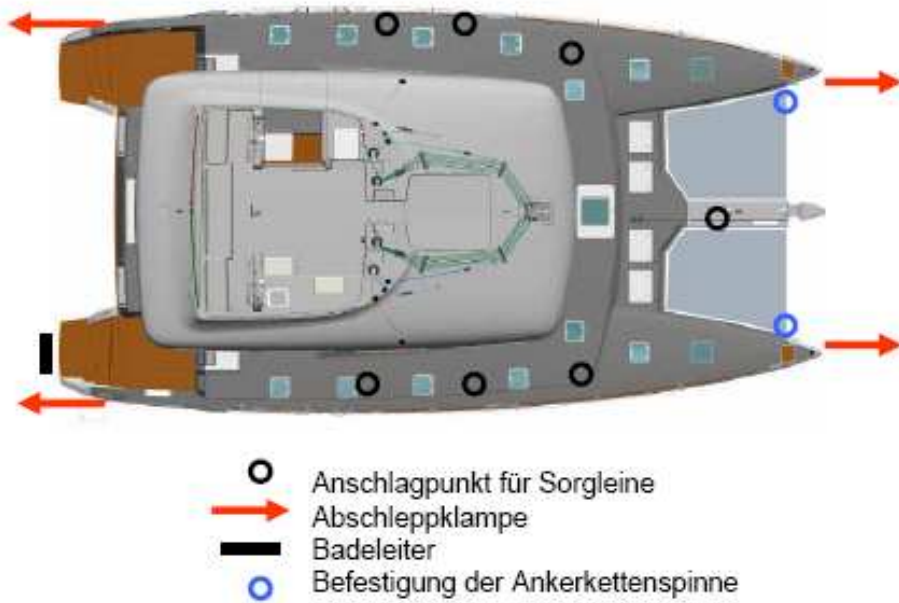 Anschlagpunkt für Sorgleine
Abschleppklampe
Badeleiter
Befestigung der Ankerkettenspinne